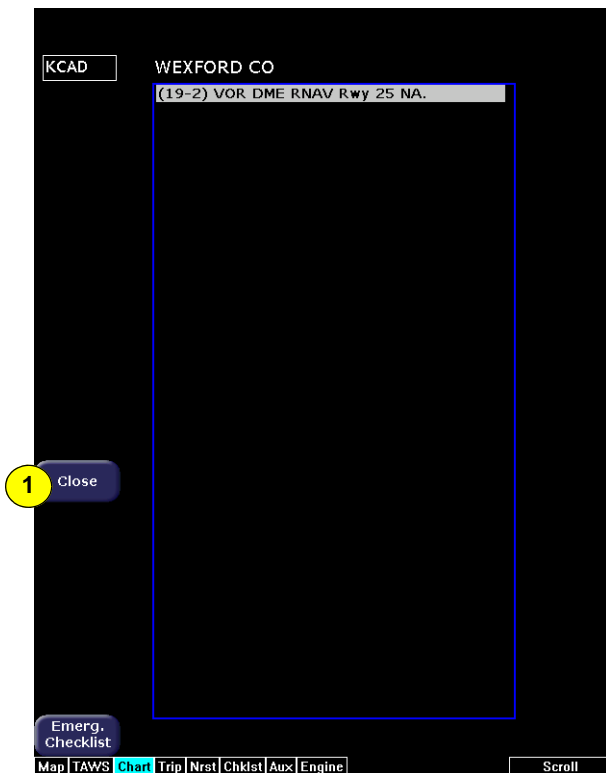 KCAD WEXFORD CO
(19-2) VOR DME RNAV Rwy 25 NA.
1 Close
Emerg.
Checklist
Map TAWS Chart Trip Nrst Chklst Aux Engine Scroll